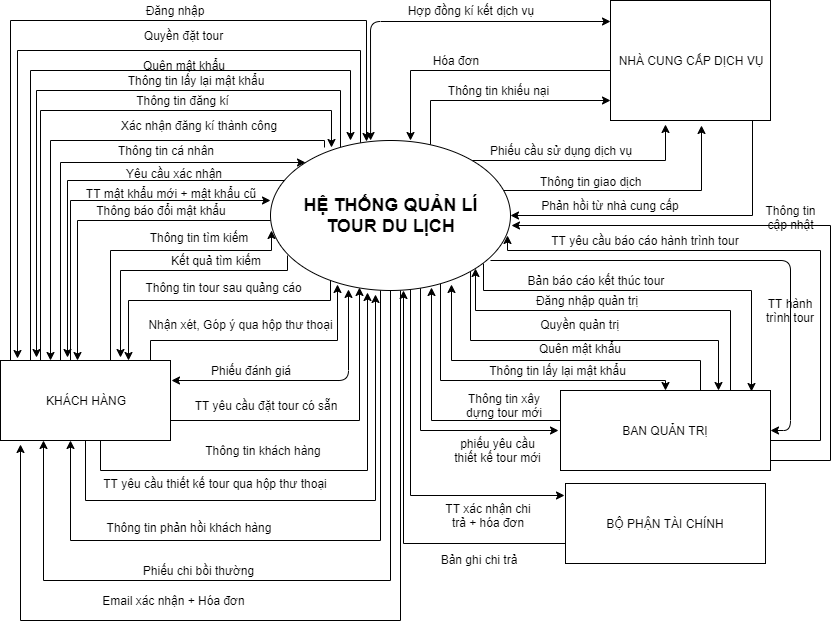 Đăng nhập
Quyền đặt tour
Quên mật khẩu
Thông tin lấy lại mật khẩu
Thông tin đăng kí
Xác nhận đăng kí thành công
Thông tin cá nhân
Yêu cầu xác nhận
TT mật khẩu mới + mật khẩu cũ
Thông báo đổi mật khẩu
Thông tin tìm kiếm
Kết quả tìm kiếm
Thông tin tour sau quảng cáo
Nhận xét, Góp ý qua hộp thư thoại
Phiếu đánh giá
TT yêu cầu đặt tour có sẵn
Thông tin khách hàng
TT yêu cầu thiết kế tour qua hộp thư thoại
Thông tin phản hồi khách hàng
Phiếu chi bồi thường
Email xác nhận + Hóa đơn
KHÁCH HÀNG
HỆ THỐNG QUẢN LÍ
TOUR DU LỊCH
Hợp đồng kí kết dịch vụ
Hóa đơn
Thông tin khiếu nại
Phiếu cầu sử dụng dịch vụ
Thông tin giao dịch
Phản hồi từ nhà cung cấp
NHÀ CUNG CẤP DỊCH VỤ
Thông tin
cập nhật
TT yêu cầu báo cáo hành trình tour
Bản báo cáo kết thúc tour
Đăng nhập quản trị
TT hành
trình tour
Quyền quản trị
Quên mật khẩu
Thông tin lấy lại mật khẩu
Thông tin xây
dựng tour mới
phiếu yêu cầu
thiết kế tour mới
BAN QUẢN TRỊ
TT xác nhận chi
trả + hóa đơn
Bản ghi chi trả
BỘ PHẬN TÀI CHÍNH